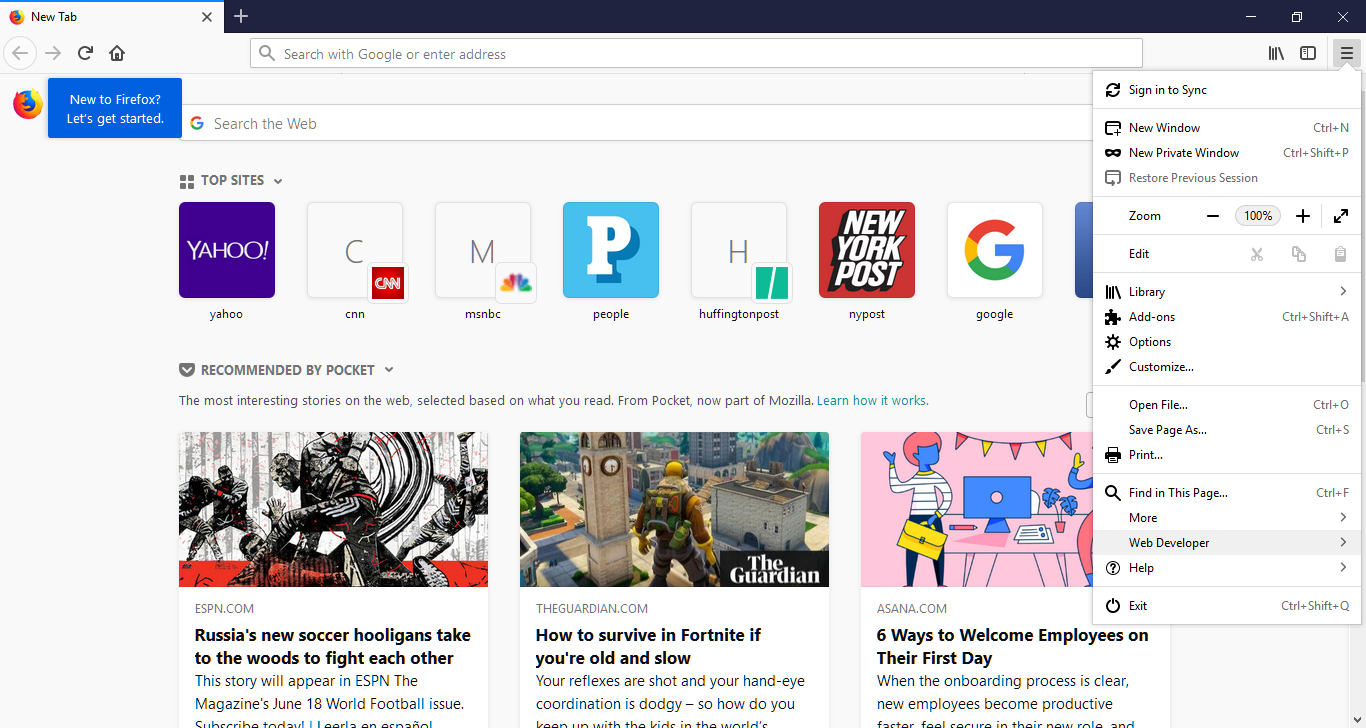 New Tab
Search with Google or enter address
New to Firefox?
Let's get started.
Search the Web
TOP SITES
YAHOO!
C
CNN
M
P
H
NEW
YORK
POST
G
yahoo
cnn
msnbc
people
huffingtonpost
nypost
google
RECOMMENDED BY POCKET
The most interesting stories on the web, selected based on what you read. From Pocket, now part of Mozilla. Learn how it works.
The
Guardian
ESPN.COM
Russia's new soccer hooligans take
to the woods to fight each other
This story will appear in ESPN The
Magazine's June 18 World Football issue.
Subscribe today! | Leerla en español
THEGUARDIAN.COM
How to survive in Fortnite if
you're old and slow
Your reflexes are shot and your hand-eye
coordination is dodgy – so how do you
keep up with the kids in the world's
ASANA.COM
6 Ways to Welcome Employees on
Their First Day
When the onboarding process is clear,
new employees become productive
faster, feel secure in their new role, and
Sign in to Sync
New Window Ctrl+N
New Private Window Ctrl+Shift+P
Restore Previous Session
Zoom 100%
Edit
Library
Add-ons Ctrl+Shift+A
Options
Customize...
Open File... Ctrl+O
Save Page As... Ctrl+S
Print...
Find in This Page... Ctrl+F
More
Web Developer
Help
Exit Ctrl+Shift+Q